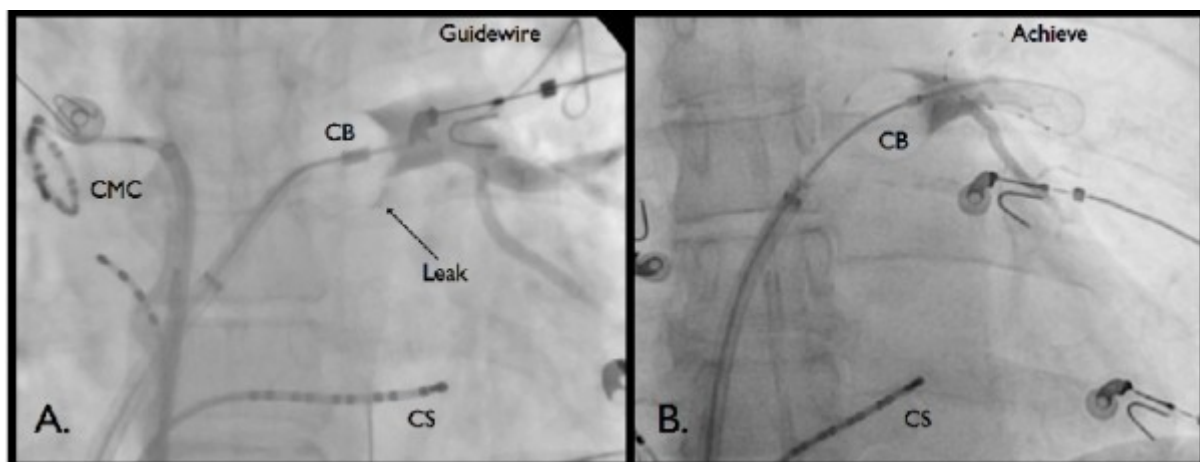 Guidewire
CB
CMC
Leak
CS
A.
Achieve
CB
CS
B.